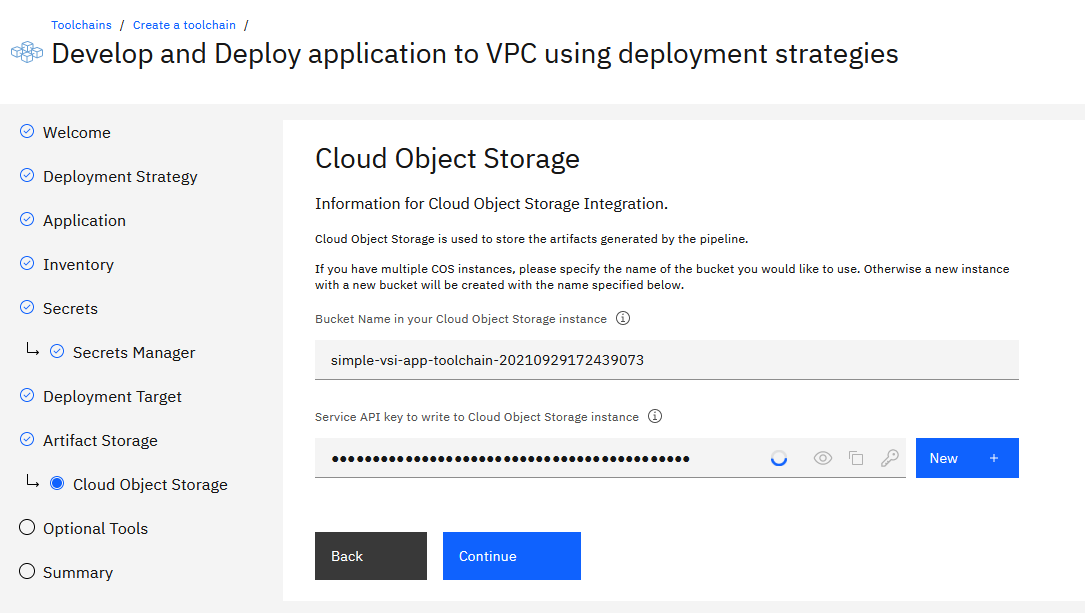 Toolchains / Create a toolchain /
Develop and Deploy application to VPC using deployment strategies
Welcome
Deployment Strategy
Application
Inventory
Secrets
Secrets Manager
Deployment Target
Artifact Storage
Cloud Object Storage
Optional Tools
Summary
Cloud Object Storage
Information for Cloud Object Storage Integration.
Cloud Object Storage is used to store the artifacts generated by the pipeline.
If you have multiple COS instances, please specify the name of the bucket you would like to use. Otherwise a new instance
with a new bucket will be created with the name specified below.
Bucket Name in your Cloud Object Storage instance
simple-vsi-app-toolchain-20210929172439073
Service API key to write to Cloud Object Storage instance
••••••••••••••••••••••••••••••••••••••••••••
New +
Back
Continue